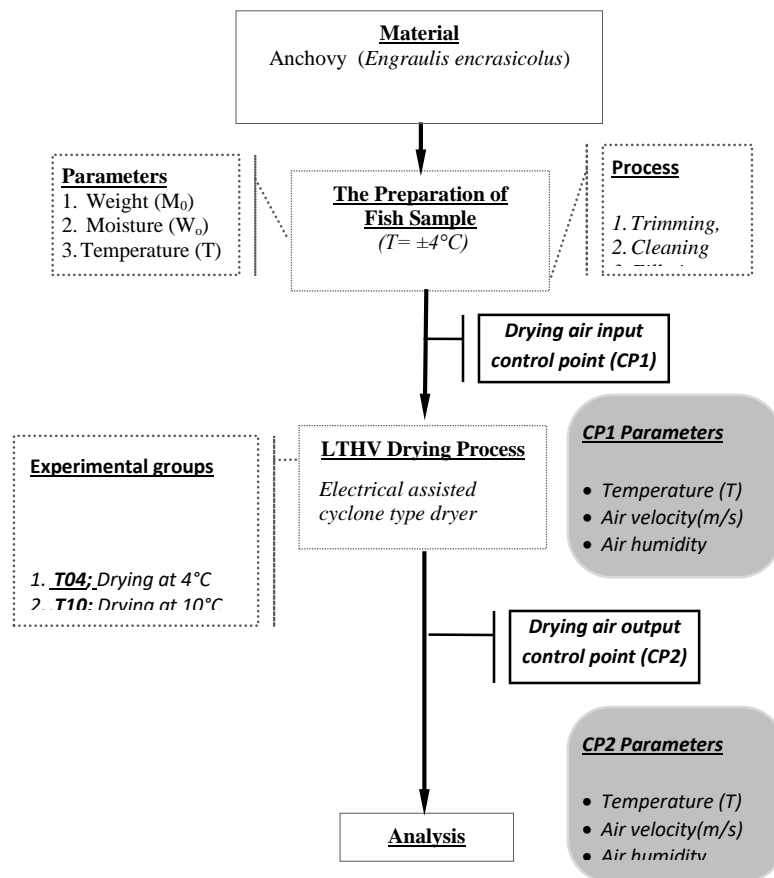 Material
Anchovy (Engraulis encrasicolus)
Parameters
1. Weight (M₀)
2. Moisture (Wₒ)
3. Temperature (T)
The Preparation of
Fish Sample
(T= ±4°C)
Process
1. Trimming,
2. Cleaning
Drying air input
control point (CP1)
Experimental groups
1. T04; Drying at 4°C
2. T10; Drying at 10°C
LTHV Drying Process
Electrical assisted
cyclone type dryer
CP1 Parameters
• Temperature (T)
• Air velocity(m/s)
• Air humidity
Drying air output
control point (CP2)
CP2 Parameters
• Temperature (T)
• Air velocity(m/s)
• Air humidity
Analysis